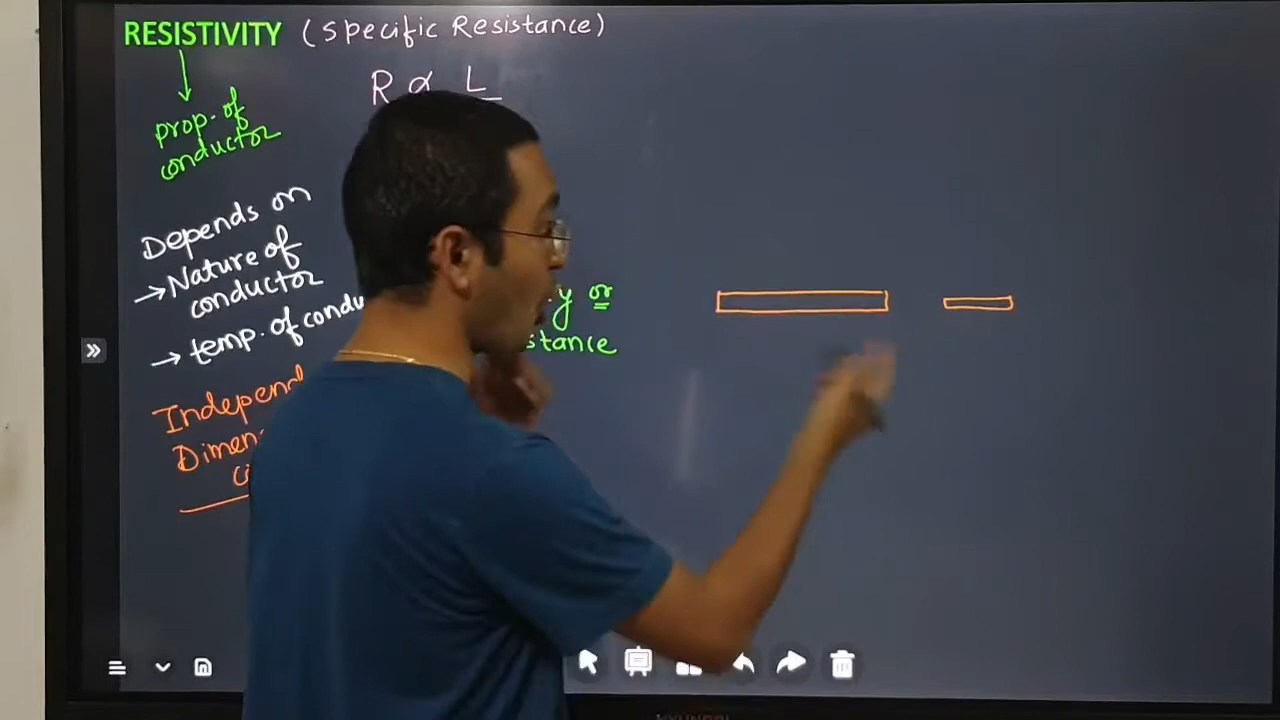 RESISTIVITY (Specific Resistance)
R ∝ L
prop. of
conductor
Depends on
→ Nature of
conductor
→ temp. of condu
Independ
Dimen
y or
stance